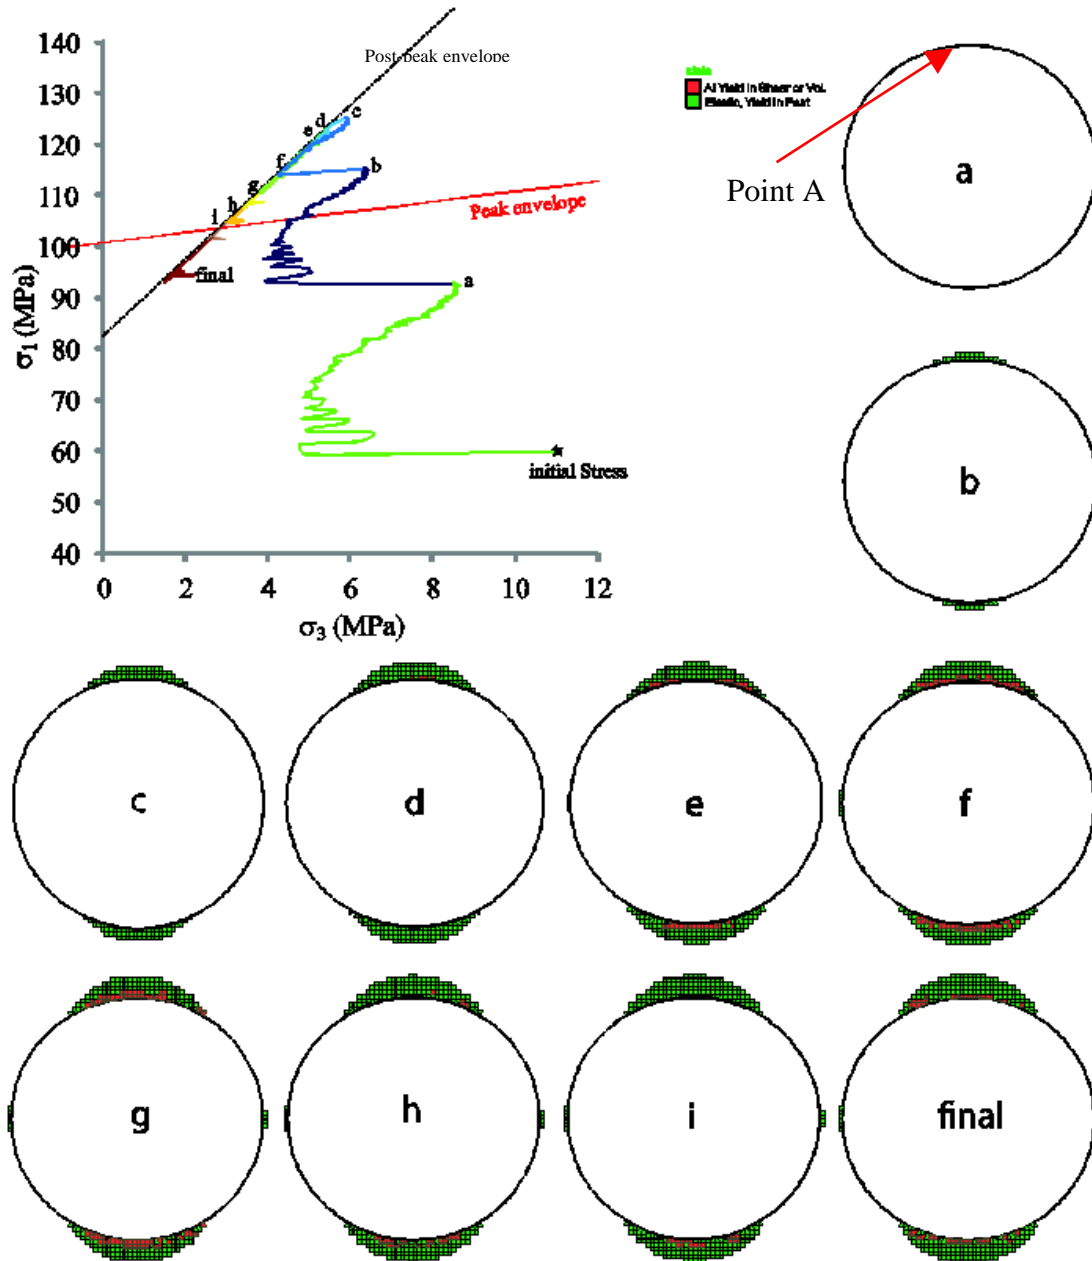 140
130
120
110
100
90
80
70
60
50
40
σ1 (MPa)
0 2 4 6 8 10 12
σ3 (MPa)
Post-peak envelope
Peak envelope
c
d
e
b
f
g
h
i
final
a
initial Stress
At Yield in Shear or Vol.
Elastic, Yield in Past
Point A
a
b
c d e f
g h i final